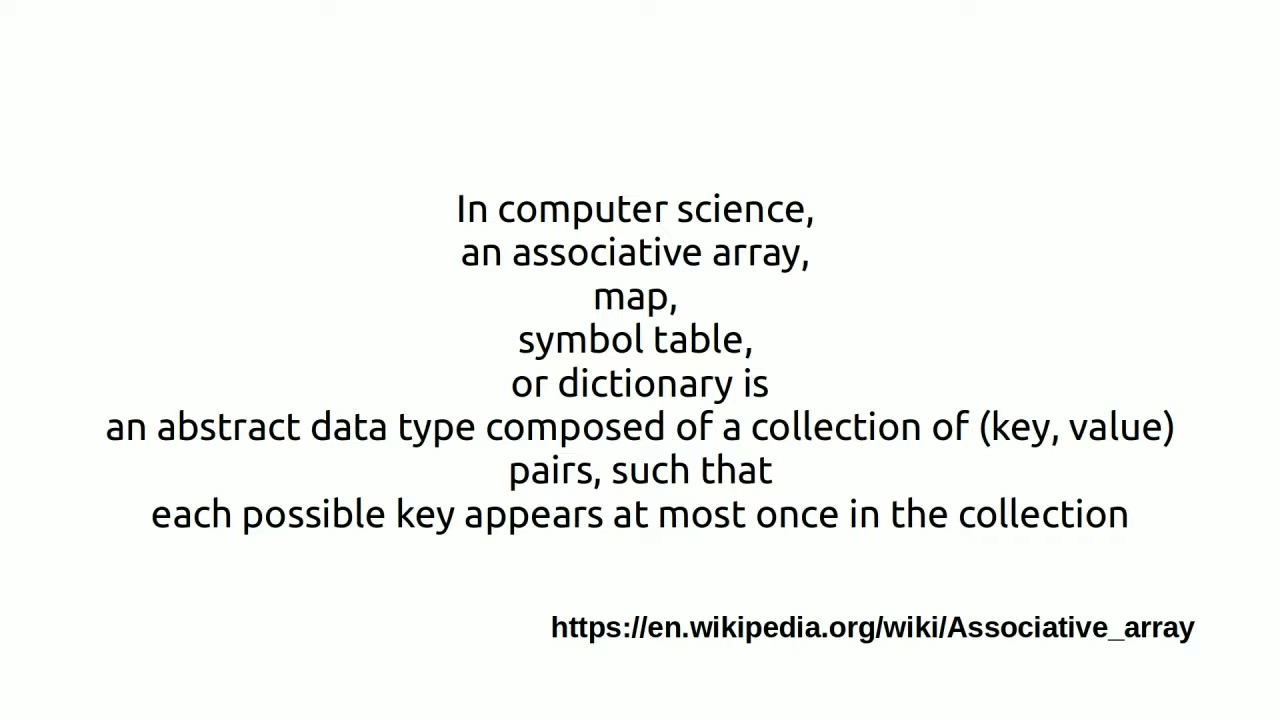 In computer science,
an associative array,
map,
symbol table,
or dictionary is
an abstract data type composed of a collection of (key, value)
pairs, such that
each possible key appears at most once in the collection
https://en.wikipedia.org/wiki/Associative_array